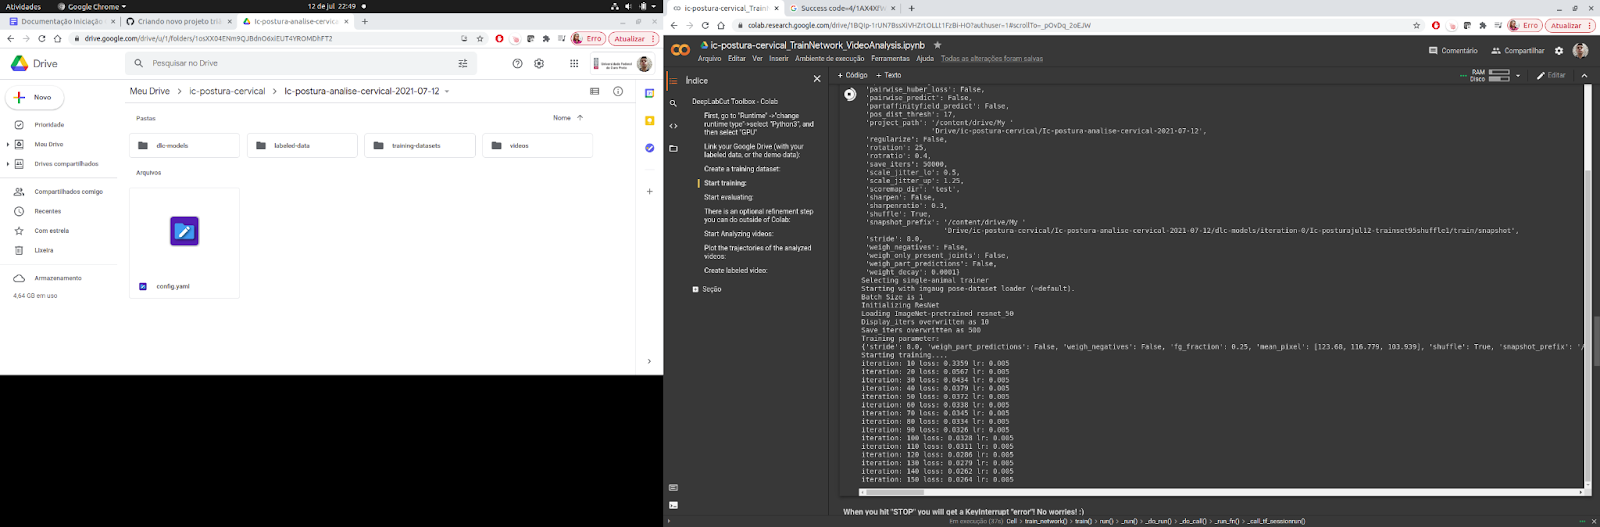 Atividades
Google Chrome
12 de jul 22:49
Documentação Iniciação
Criando novo projeto triá
Ic-postura-analise-cervic
drive.google.com/drive/u/1/folders/1osXX04ENm9QJBdnO6xiEUT4YROMDhFT2
Erro
Atualizar
Drive
Pesquisar no Drive
Novo
Meu Drive
ic-postura-cervical
Ic-postura-analise-cervical-2021-07-12
Prioridade
Meu Drive
Drives compartilhados
Compartilhados comigo
Recentes
Com estrela
Lixeira
Armazenamento
4,64 GB em uso
Pastas
Nome
dlc-models
labeled-data
training-datasets
videos
Arquivos
config.yaml
ic-postura-cervical_TrainN
Success code=4/1AX4XfW
colab.research.google.com/drive/1BQIp-1rUN7BsXiVHZrtOLL11FzBi-HO?authuser=1#scrollTo=_pOvDq_2oEJW
Erro
Atualizar
ic-postura-cervical_TrainNetwork_VideoAnalysis.ipynb
Arquivo Editar Ver Inserir Ambiente de execução Ferramentas Ajuda Todas as alterações foram salvas
Comentário
Compartilhar
+ Código + Texto
RAM
Disco
Editar
Índice
DeepLabCut Toolbox - Colab
First, go to "Runtime" ->"change
runtime type"->select "Python3", and
then select "GPU"
Link your Google Drive (with your
labeled data, or the demo data):
Create a training dataset:
Start training:
Start evaluating:
There is an optional refinement step
you can do outside of Colab:
Start Analyzing videos:
Plot the trajectories of the analyzed
videos:
Create labeled video:
Seção
'pairwise_huber_loss': False,
'pairwise_predict': False,
'partaffinityfield_predict': False,
'pos_dist_thresh': 17,
'project_path': '/content/drive/My '
'Drive/ic-postura-cervical/Ic-postura-analise-cervical-2021-07-12',
'regularize': False,
'rotation': 25,
'rotratio': 0.4,
'save_iters': 50000,
'scale_jitter_lo': 0.5,
'scale_jitter_up': 1.25,
'scoremap_dir': 'test',
'sharpen': False,
'sharpenratio': 0.3,
'shuffle': True,
'snapshot_prefix': '/content/drive/My '
'Drive/ic-postura-cervical/Ic-postura-analise-cervical-2021-07-12/dlc-models/iteration-0/Ic-posturajul12-trainset95shuffle1/train/snapshot',
'stride': 8.0,
'weigh_negatives': False,
'weigh_only_present_joints': False,
'weigh_part_predictions': False,
'weight_decay': 0.0001}
Selecting single-animal trainer
Starting with imgaug pose-dataset loader (=default).
Batch Size is 1
Initializing ResNet
Loading ImageNet-pretrained resnet_50
Display_iters overwritten as 10
Save_iters overwritten as 500
Training parameter:
{'stride': 8.0, 'weigh_part_predictions': False, 'weigh_negatives': False, 'fg_fraction': 0.25, 'mean_pixel': [123.68, 116.779, 103.939], 'shuffle': True, 'snapshot_prefix': '/
Starting training....
iteration: 10 loss: 0.3359 lr: 0.005
iteration: 20 loss: 0.0567 lr: 0.005
iteration: 30 loss: 0.0434 lr: 0.005
iteration: 40 loss: 0.0379 lr: 0.005
iteration: 50 loss: 0.0372 lr: 0.005
iteration: 60 loss: 0.0338 lr: 0.005
iteration: 70 loss: 0.0345 lr: 0.005
iteration: 80 loss: 0.0334 lr: 0.005
iteration: 90 loss: 0.0326 lr: 0.005
iteration: 100 loss: 0.0328 lr: 0.005
iteration: 110 loss: 0.0311 lr: 0.005
iteration: 120 loss: 0.0286 lr: 0.005
iteration: 130 loss: 0.0279 lr: 0.005
iteration: 140 loss: 0.0262 lr: 0.005
iteration: 150 loss: 0.0264 lr: 0.005
When you hit "STOP" you will get a KeyInterrupt "error"! No worries! :)
Em execução (37s) Cell > train_network() > train() > run() > _run() > _do_run() > _do_call() > _run_fn() > _call_tf_sessionrun()